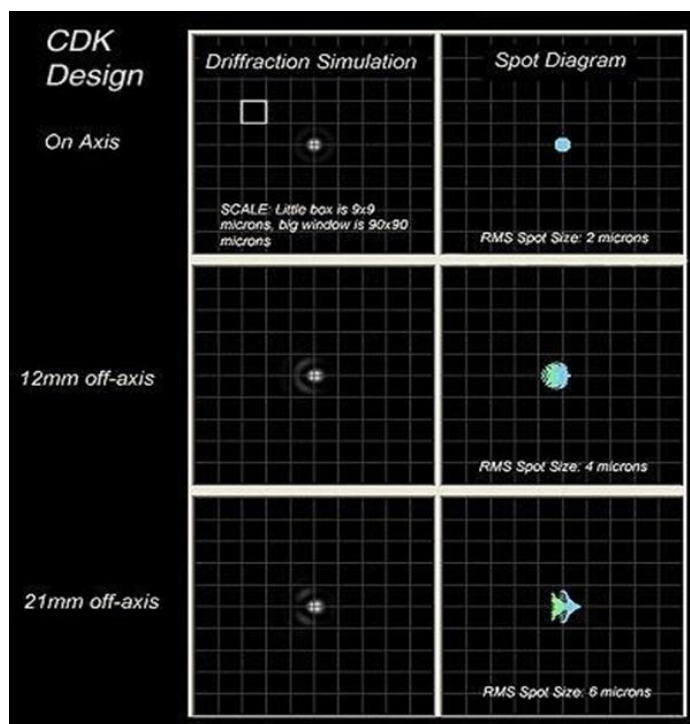 CDK
Design
Driffraction Simulation
Spot Diagram
On Axis
SCALE: Little box is 9x9
microns, big window is 90x90
microns
RMS Spot Size: 2 microns
12mm off-axis
RMS Spot Size: 4 microns
21mm off-axis
RMS Spot Size: 6 microns